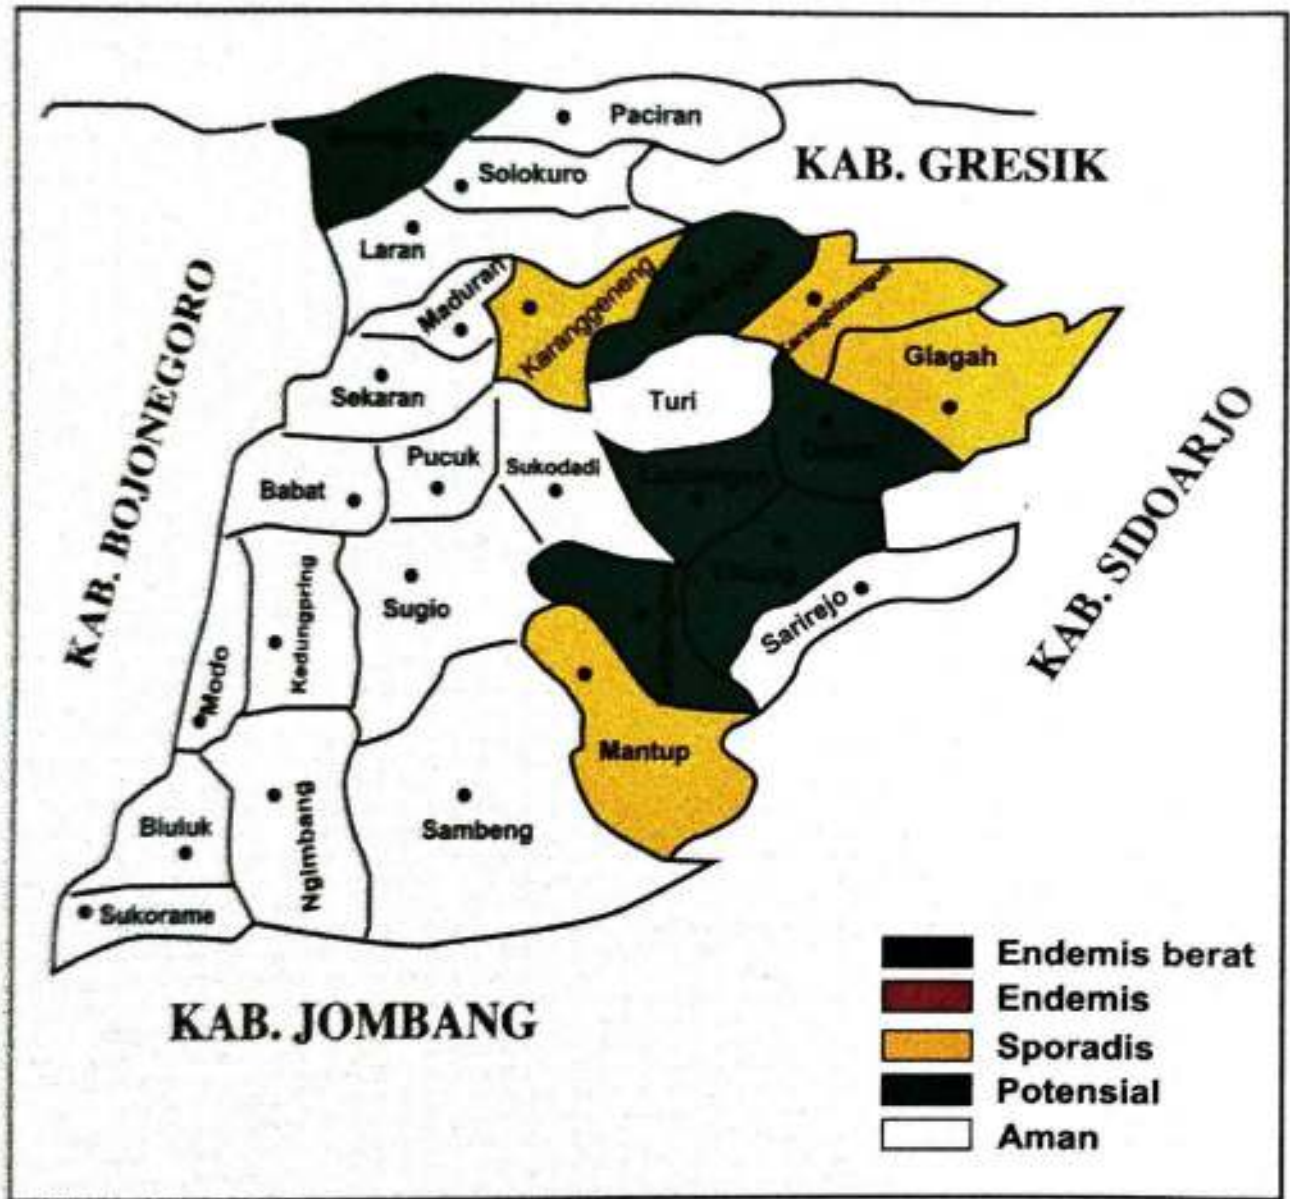 Paciran
KAB. GRESIK
Solokuro
Laran
Maduran
Karanggeneng
Karangbinangun
Glagah
Sekaran
Turi
KAB. BOJONEGORO
Pucuk
Sukodadi
Babat
KAB. SIDOARJO
Kedungpring
Sugio
Sarirejo
Modo
Mantup
Bluluk
Ngimbang
Sambeng
Sukorame
KAB. JOMBANG
Endemis berat
Endemis
Sporadis
Potensial
Aman